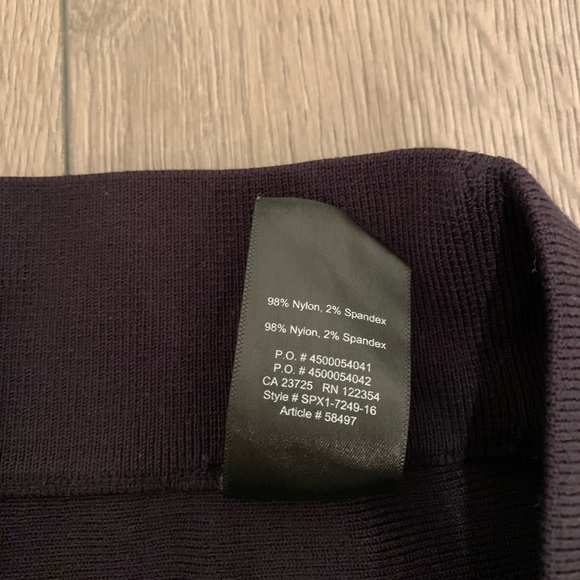 98% Nylon, 2% Spandex
98% Nylon, 2% Spandex
P.O. # 4500054041
P.O. # 4500054042
CA 23725 RN 122354
Style # SPX1-7249-16
Article # 58497